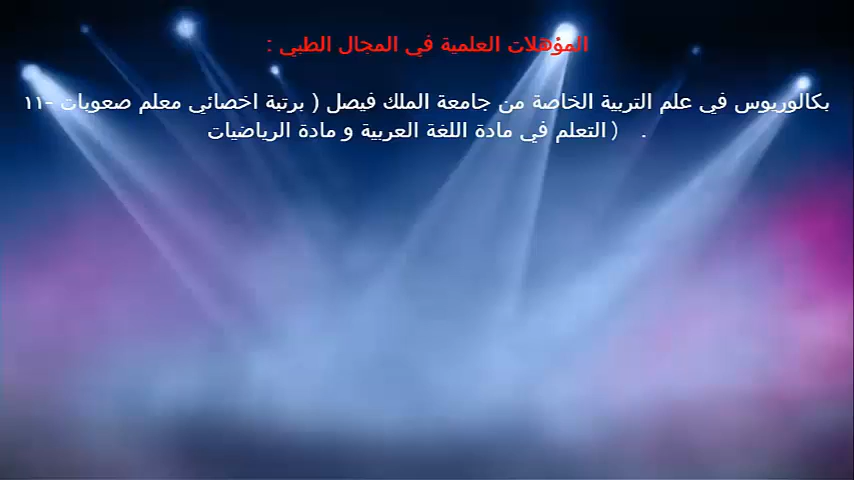 المؤهلات العلمية في المجال الطبي :
بكالوريوس في علم التربية الخاصة من جامعة الملك فيصل ( برتبة اخصائي معلم صعوبات -١١
التعلم في مادة اللغة العربية و مادة الرياضيات ) .